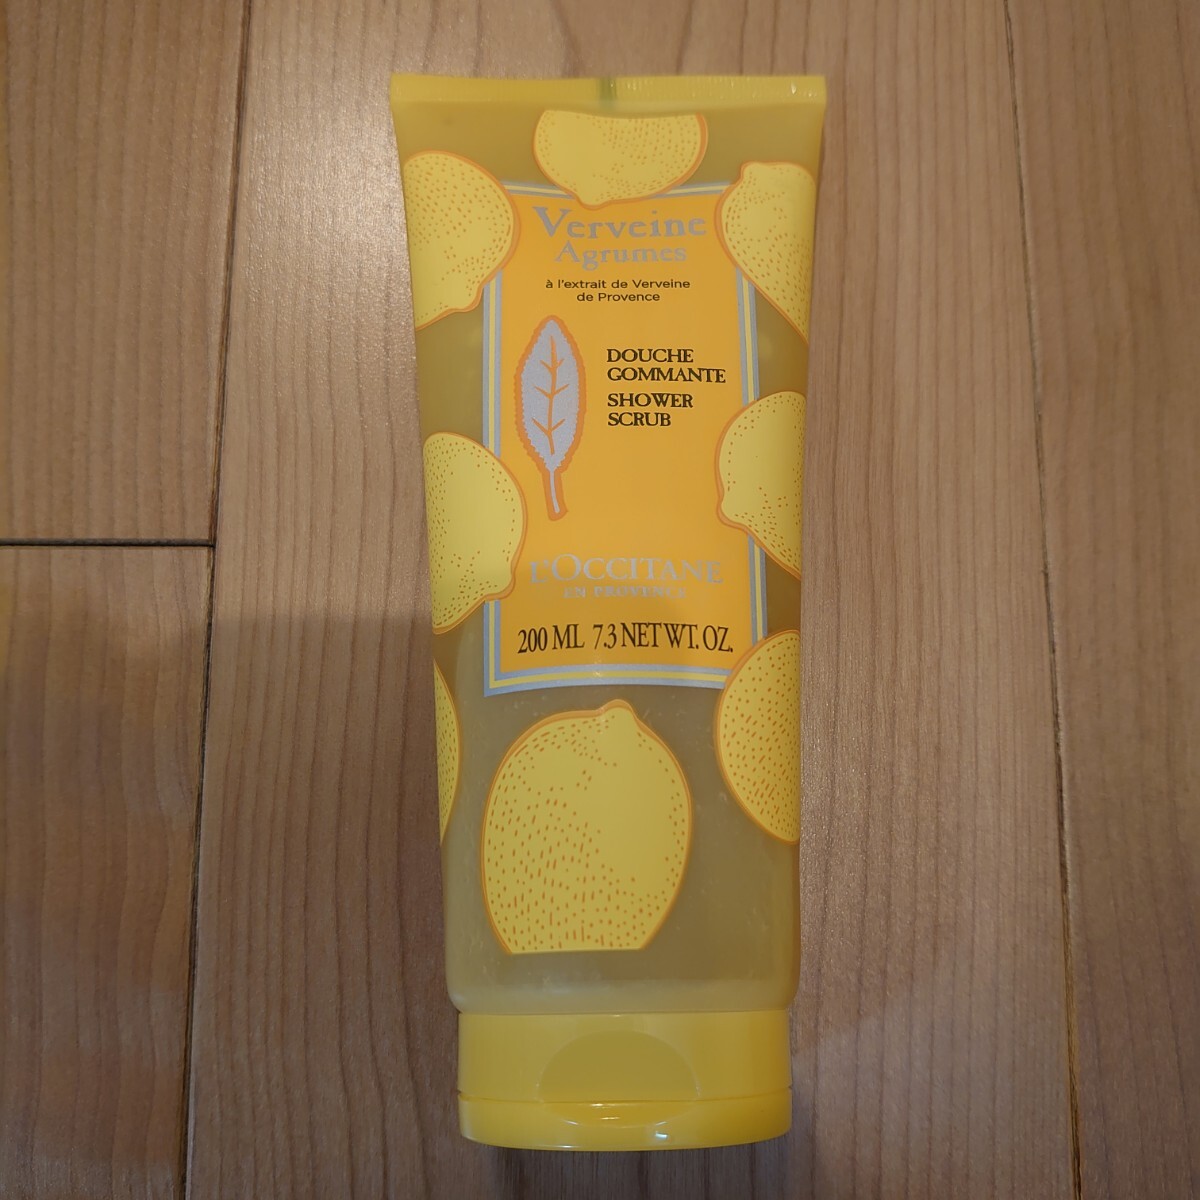 Verveine
Agrumes
à l'extrait de Verveine
de Provence
DOUCHE
GOMMANTE
SHOWER
SCRUB
L'OCCITANE
EN PROVENCE
200 ML 7.3 NET WT. OZ.